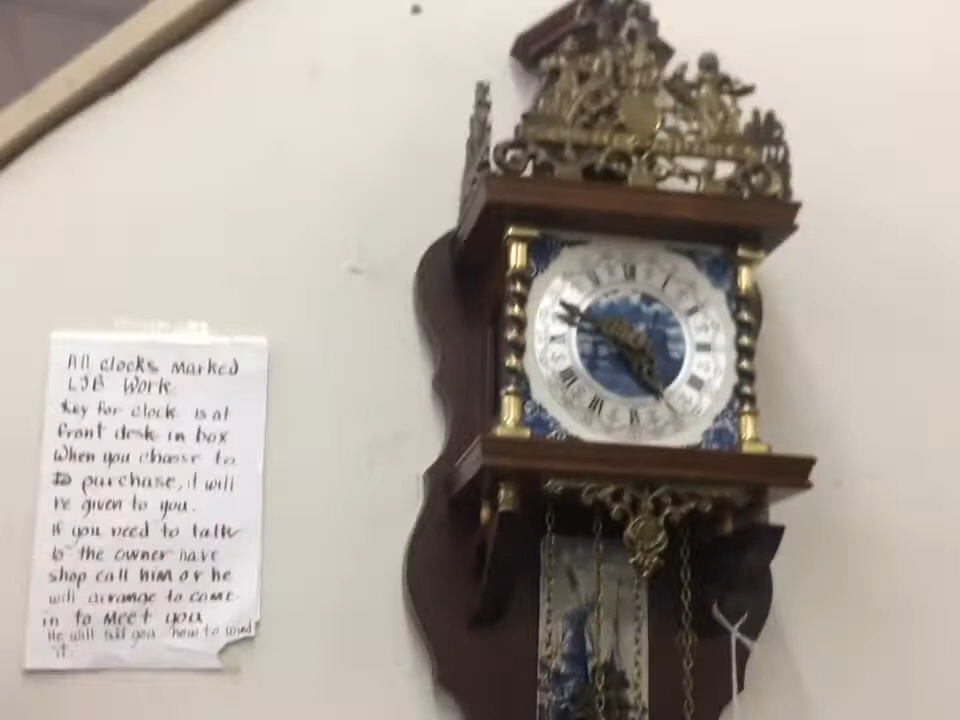 All clocks marked
LJB Work
Key for clock is at
front desk in box
When you choose to
to purchase, it will
be given to you.
If you need to talk
to the owner have
shop call him or he
will arrange to come
in to meet you
He will tell you how to wind
it.